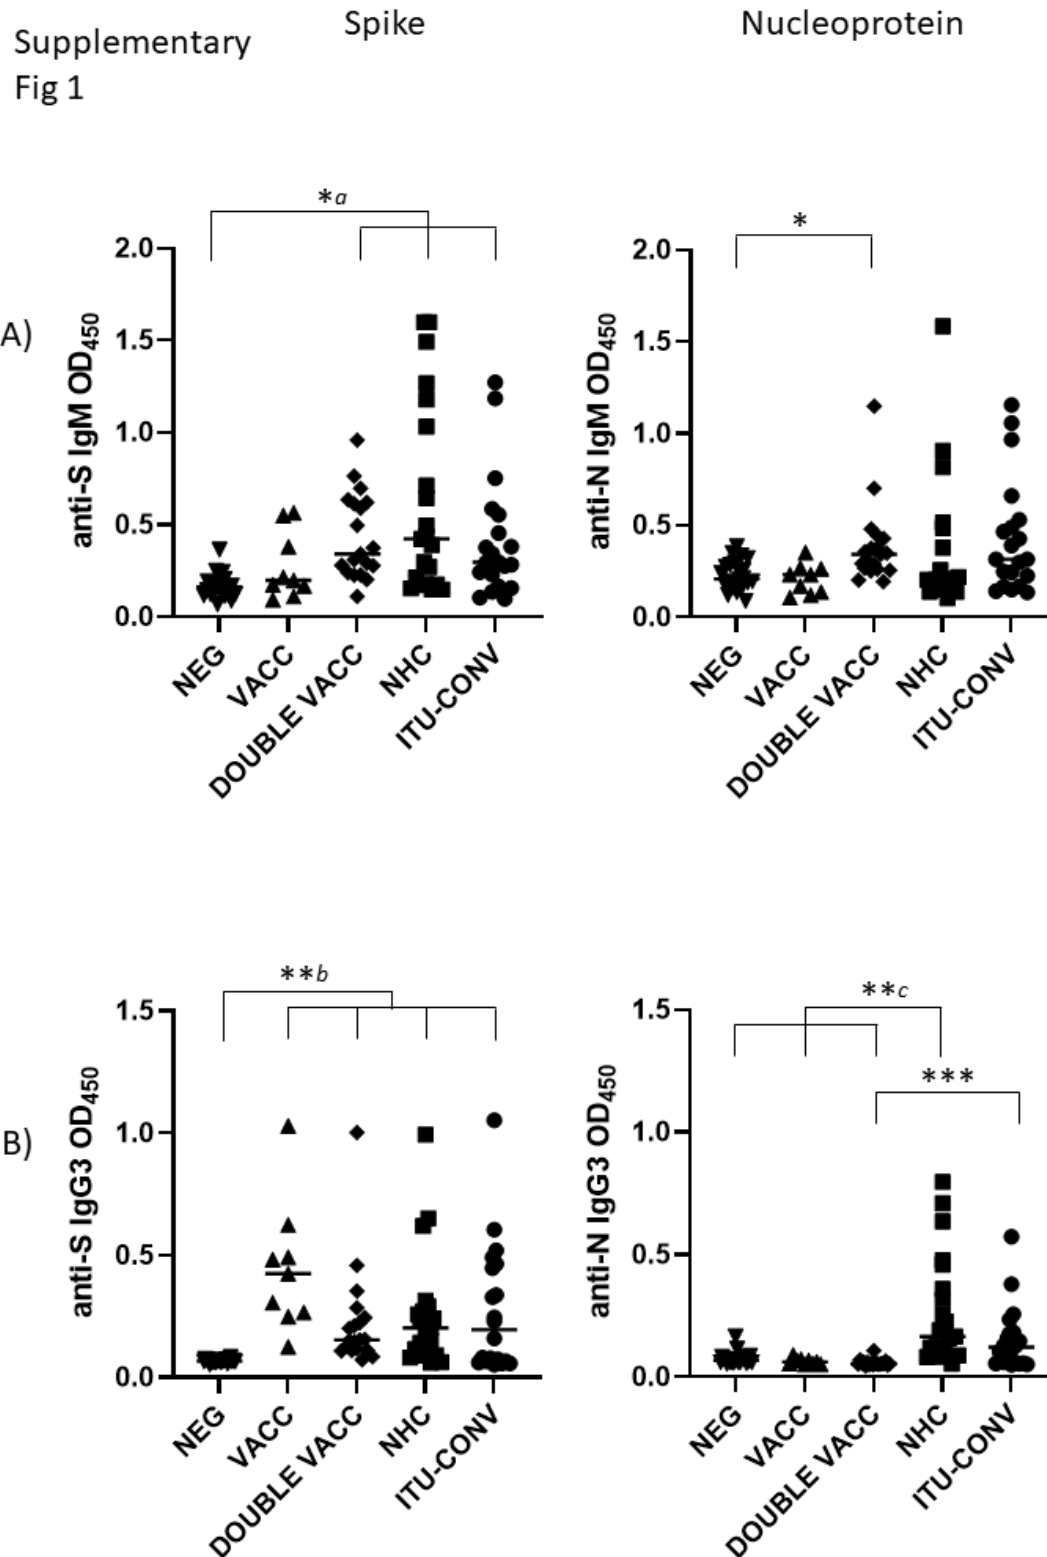 Supplementary
Fig 1
Spike
Nucleoprotein
A)
*a
2.0
1.5
1.0
0.5
0.0
anti-S IgM OD450
NEG
VACC
DOUBLE VACC
NHC
ITU-CONV
*
2.0
1.5
1.0
0.5
0.0
anti-N IgM OD450
NEG
VACC
DOUBLE VACC
NHC
ITU-CONV
B)
**b
1.5
1.0
0.5
0.0
anti-S IgG3 OD450
NEG
VACC
DOUBLE VACC
NHC
ITU-CONV
**c
***
1.5
1.0
0.5
0.0
anti-N IgG3 OD450
NEG
VACC
DOUBLE VACC
NHC
ITU-CONV